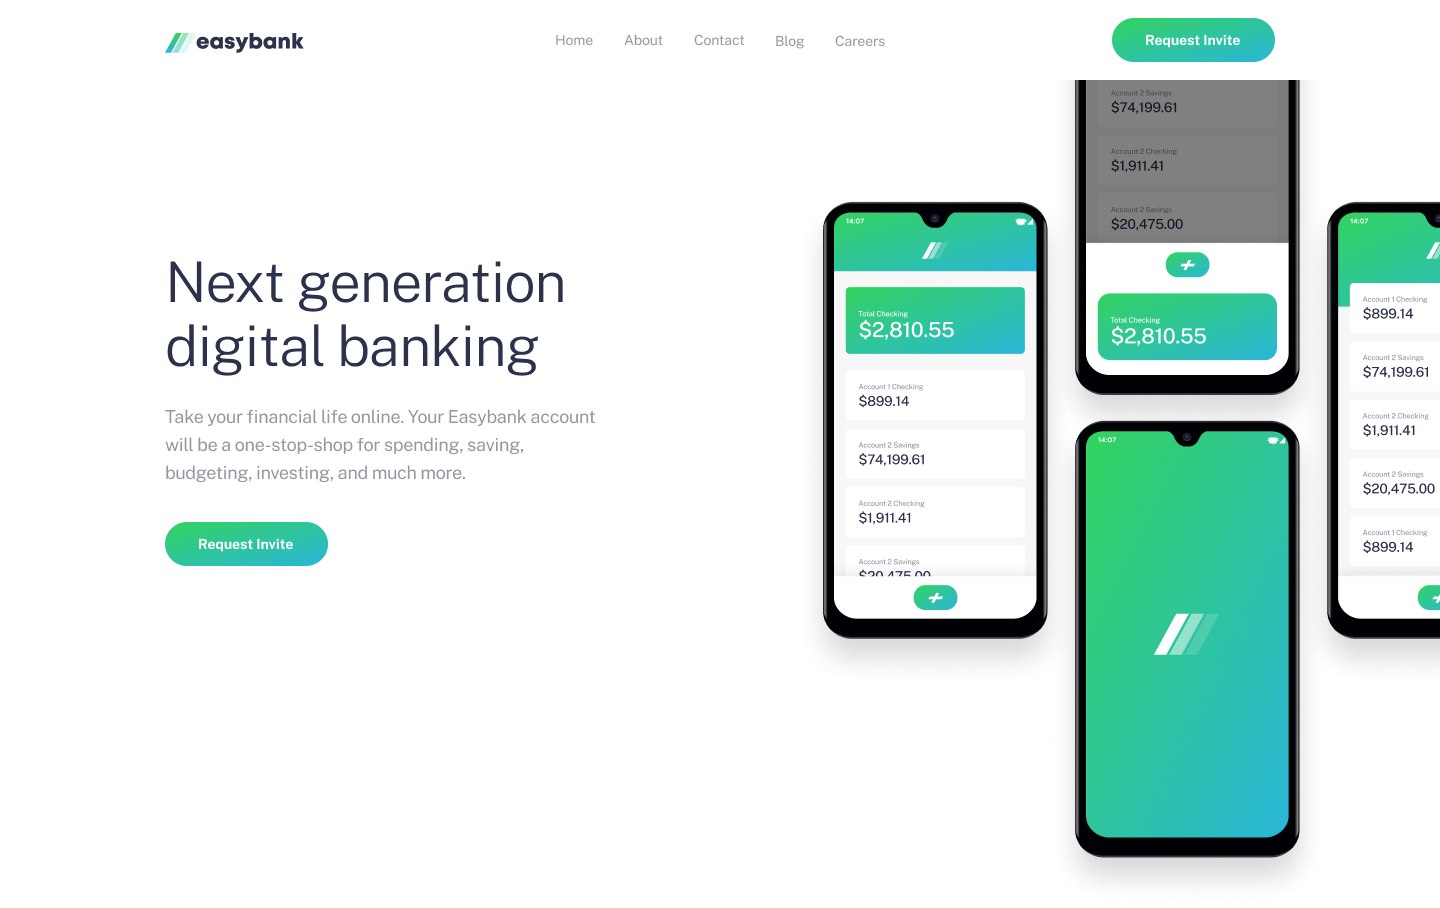 easybank
Home
About
Contact
Blog
Careers
Request Invite
Next generation
digital banking
Take your financial life online. Your Easybank account
will be a one-stop-shop for spending, saving,
budgeting, investing, and much more.
Request Invite
14:07
Total Checking
$2,810.55
Account 1 Checking
$899.14
Account 2 Savings
$74,199.61
Account 2 Checking
$1,911.41
Account 2 Savings
$20,475.00
Account 2 Savings
$74,199.61
Account 2 Checking
$1,911.41
Account 2 Savings
$20,475.00
Total Checking
$2,810.55
14:07
14:07
Account 1 Checking
$899.14
Account 2 Savings
$74,199.61
Account 2 Checking
$1,911.41
Account 2 Savings
$20,475.00
Account 1 Checking
$899.14